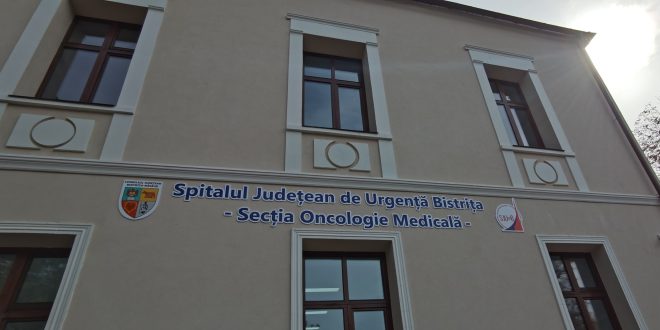 Spitalul Județean de Urgență Bistrița
- Secția Oncologie Medicală -